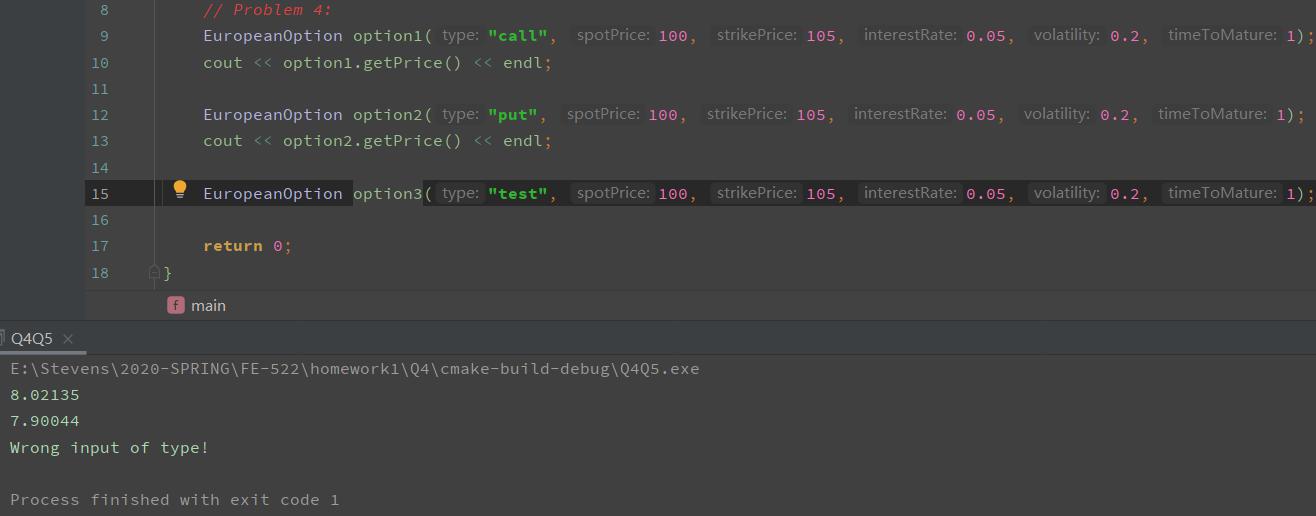 8 // Problem 4:
9 EuropeanOption option1( type: "call", spotPrice: 100, strikePrice: 105, interestRate: 0.05, volatility: 0.2, timeToMature: 1);
10 cout << option1.getPrice() << endl;
11
12 EuropeanOption option2( type: "put", spotPrice: 100, strikePrice: 105, interestRate: 0.05, volatility: 0.2, timeToMature: 1);
13 cout << option2.getPrice() << endl;
14
15 EuropeanOption option3( type: "test", spotPrice: 100, strikePrice: 105, interestRate: 0.05, volatility: 0.2, timeToMature: 1);
16
17 return 0;
18 }
f main
Q4Q5 ×
E:\Stevens\2020-SPRING\FE-522\homework1\Q4\cmake-build-debug\Q4Q5.exe
8.02135
7.90044
Wrong input of type!
Process finished with exit code 1